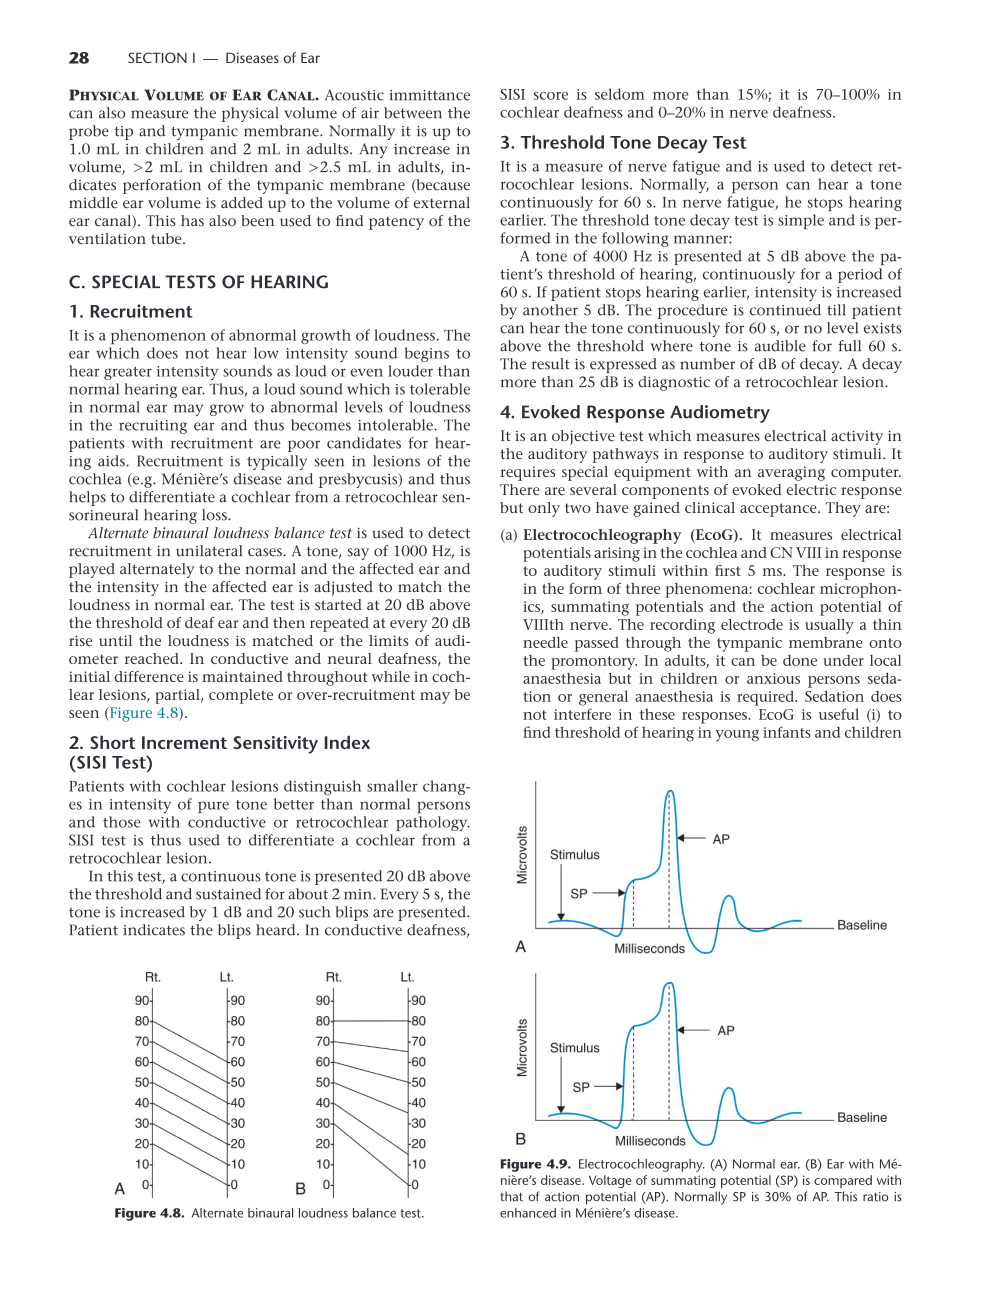 28 SECTION I — Diseases of Ear
PHYSICAL VOLUME OF EAR CANAL. Acoustic immittance
can also measure the physical volume of air between the
probe tip and tympanic membrane. Normally it is up to
1.0 mL in children and 2 mL in adults. Any increase in
volume, >2 mL in children and >2.5 mL in adults, in-
dicates perforation of the tympanic membrane (because
middle ear volume is added up to the volume of external
ear canal). This has also been used to find patency of the
ventilation tube.
C. SPECIAL TESTS OF HEARING
1. Recruitment
It is a phenomenon of abnormal growth of loudness. The
ear which does not hear low intensity sound begins to
hear greater intensity sounds as loud or even louder than
normal hearing ear. Thus, a loud sound which is tolerable
in normal ear may grow to abnormal levels of loudness
in the recruiting ear and thus becomes intolerable. The
patients with recruitment are poor candidates for hear-
ing aids. Recruitment is typically seen in lesions of the
cochlea (e.g. Ménière's disease and presbycusis) and thus
helps to differentiate a cochlear from a retrocochlear sen-
sorineural hearing loss.
Alternate binaural loudness balance test is used to detect
recruitment in unilateral cases. A tone, say of 1000 Hz, is
played alternately to the normal and the affected ear and
the intensity in the affected ear is adjusted to match the
loudness in normal ear. The test is started at 20 dB above
the threshold of deaf ear and then repeated at every 20 dB
rise until the loudness is matched or the limits of audi-
ometer reached. In conductive and neural deafness, the
initial difference is maintained throughout while in coch-
lear lesions, partial, complete or over-recruitment may be
seen (Figure 4.8).
2. Short Increment Sensitivity Index
(SISI Test)
Patients with cochlear lesions distinguish smaller chang-
es in intensity of pure tone better than normal persons
and those with conductive or retrocochlear pathology.
SISI test is thus used to differentiate a cochlear from a
retrocochlear lesion.
In this test, a continuous tone is presented 20 dB above
the threshold and sustained for about 2 min. Every 5 s, the
tone is increased by 1 dB and 20 such blips are presented.
Patient indicates the blips heard. In conductive deafness,
Rt. Lt. Rt. Lt.
90 90 90 90
80 80 80 80
70 70 70 70
60 60 60 60
50 50 50 50
40 40 40 40
30 30 30 30
20 20 20 20
10 10 10 10
A 0 0 B 0 0
Figure 4.8. Alternate binaural loudness balance test.
SISI score is seldom more than 15%; it is 70–100% in
cochlear deafness and 0–20% in nerve deafness.
3. Threshold Tone Decay Test
It is a measure of nerve fatigue and is used to detect ret-
rocochlear lesions. Normally, a person can hear a tone
continuously for 60 s. In nerve fatigue, he stops hearing
earlier. The threshold tone decay test is simple and is per-
formed in the following manner:
A tone of 4000 Hz is presented at 5 dB above the pa-
tient's threshold of hearing, continuously for a period of
60 s. If patient stops hearing earlier, intensity is increased
by another 5 dB. The procedure is continued till patient
can hear the tone continuously for 60 s, or no level exists
above the threshold where tone is audible for full 60 s.
The result is expressed as number of dB of decay. A decay
more than 25 dB is diagnostic of a retrocochlear lesion.
4. Evoked Response Audiometry
It is an objective test which measures electrical activity in
the auditory pathways in response to auditory stimuli. It
requires special equipment with an averaging computer.
There are several components of evoked electric response
but only two have gained clinical acceptance. They are:
(a) Electrocochleography (EcoG). It measures electrical
potentials arising in the cochlea and CN VIII in response
to auditory stimuli within first 5 ms. The response is
in the form of three phenomena: cochlear microphon-
ics, summating potentials and the action potential of
VIIIth nerve. The recording electrode is usually a thin
needle passed through the tympanic membrane onto
the promontory. In adults, it can be done under local
anaesthesia but in children or anxious persons seda-
tion or general anaesthesia is required. Sedation does
not interfere in these responses. EcoG is useful (i) to
find threshold of hearing in young infants and children
Microvolts
AP
Stimulus
SP
Baseline
A
Milliseconds
Microvolts
AP
Stimulus
SP
Baseline
B
Milliseconds
Figure 4.9. Electrocochleography. (A) Normal ear. (B) Ear with Mé-
nière's disease. Voltage of summating potential (SP) is compared with
that of action potential (AP). Normally SP is 30% of AP. This ratio is
enhanced in Ménière's disease.